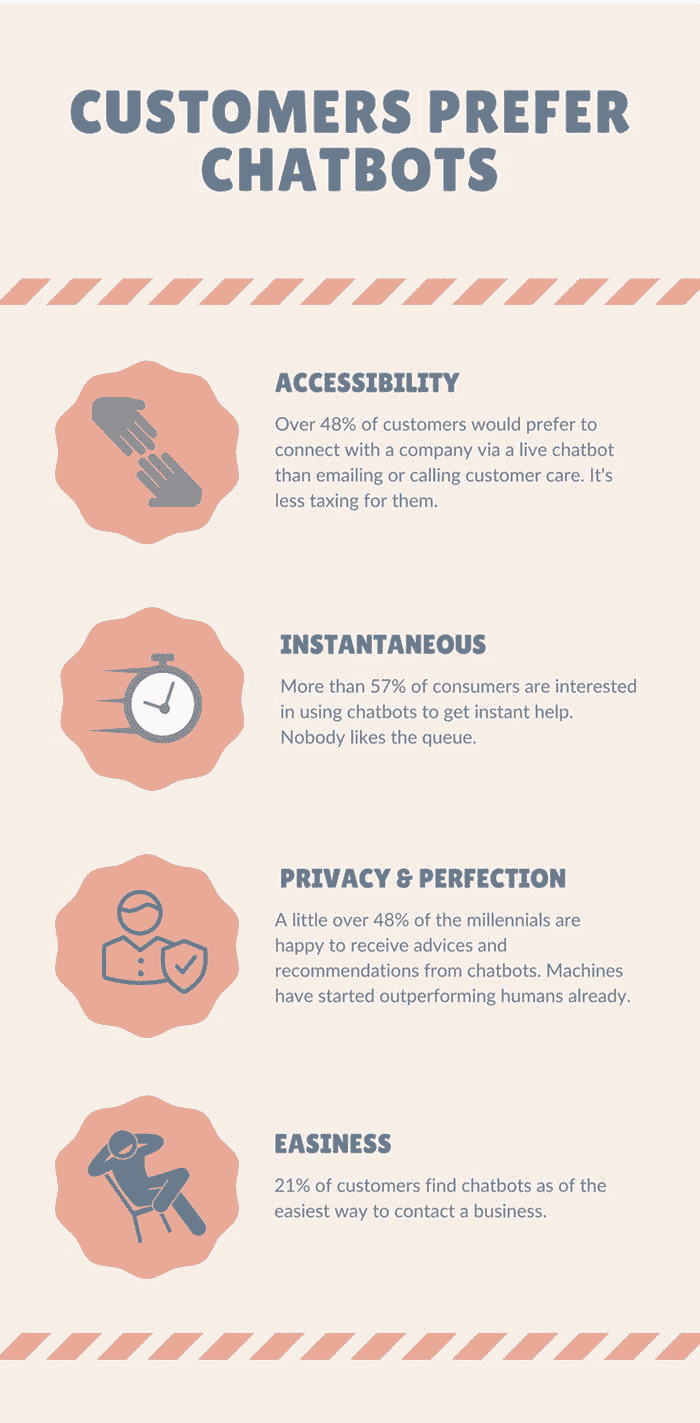 CUSTOMERS PREFER
CHATBOTS
ACCESSIBILITY
Over 48% of customers would prefer to
connect with a company via a live chatbot
than emailing or calling customer care. It's
less taxing for them.
INSTANTANEOUS
More than 57% of consumers are interested
in using chatbots to get instant help.
Nobody likes the queue.
PRIVACY & PERFECTION
A little over 48% of the millennials are
happy to receive advices and
recommendations from chatbots. Machines
have started outperforming humans already.
EASINESS
21% of customers find chatbots as of the
easiest way to contact a business.